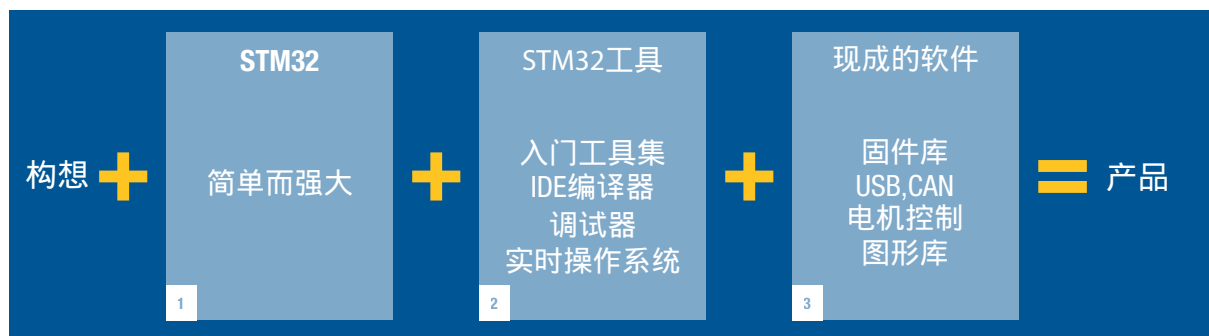 构想
+
STM32
简单而强大
1
+
STM32工具
入门工具集
IDE编译器
调试器
实时操作系统
2
+
现成的软件
固件库
USB,CAN
电机控制
图形库
3
=
产品